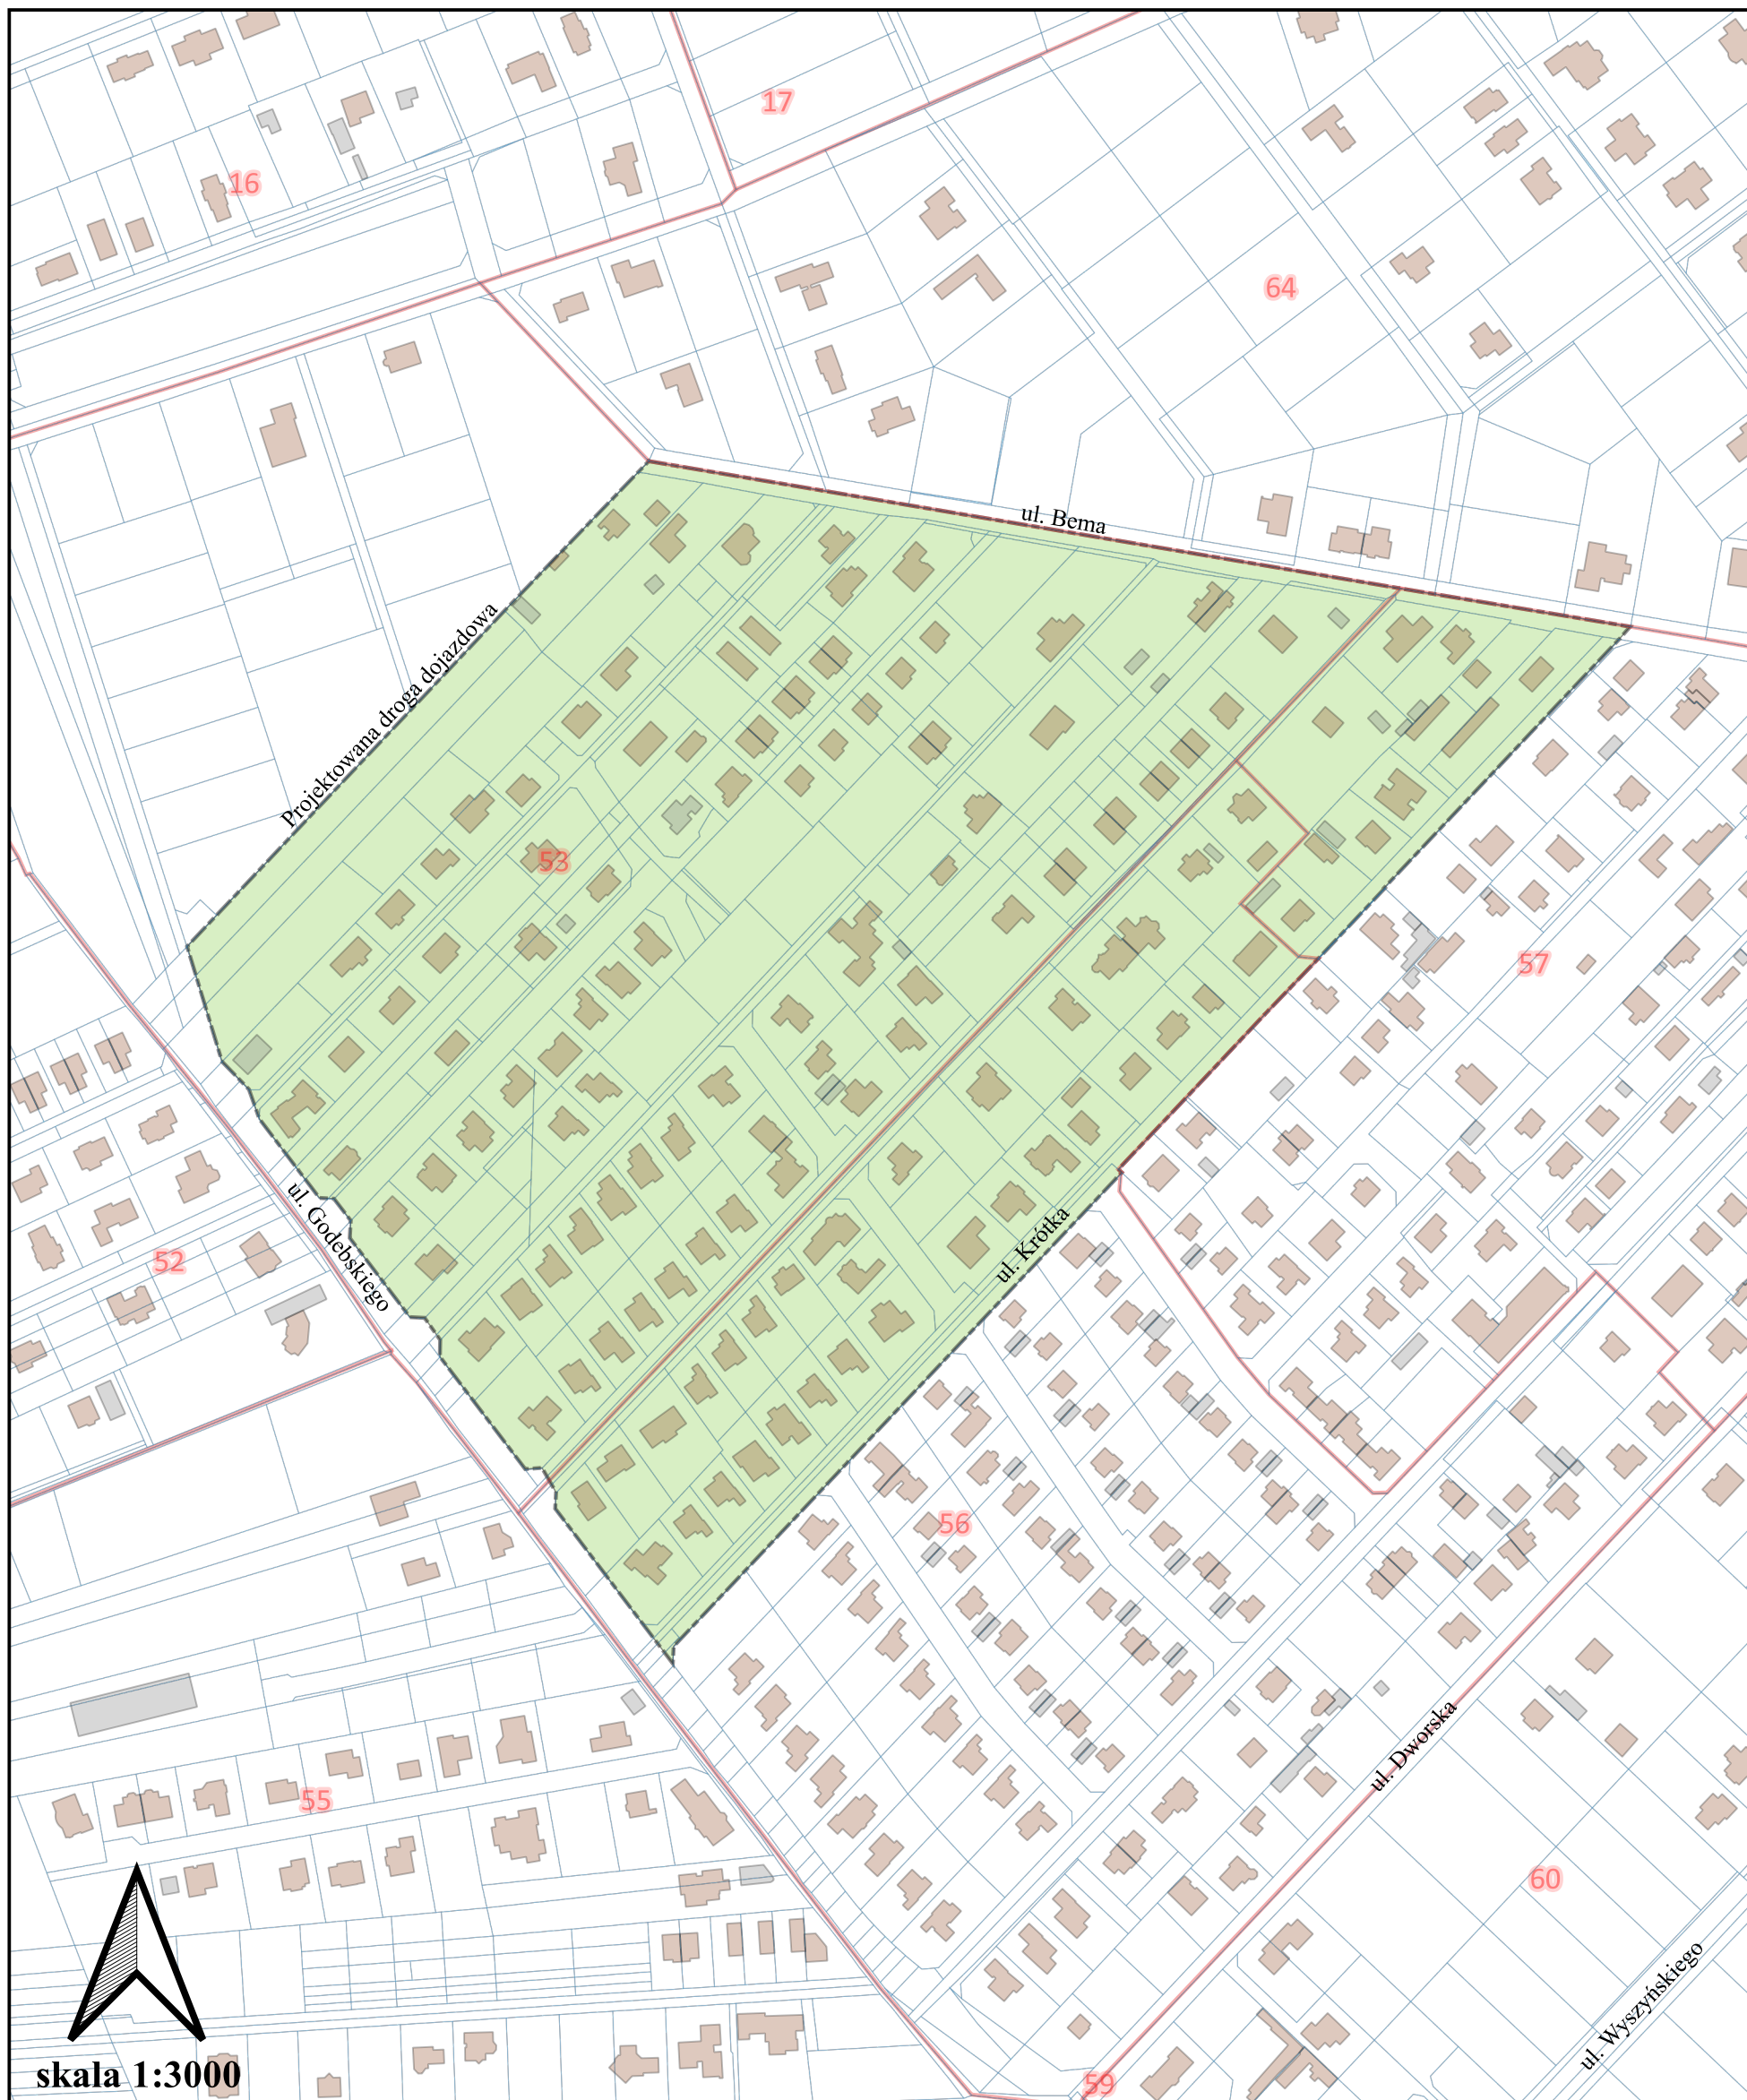 17
16
64
ul. Bema
Projektowana droga dojazdowa
53
57
ul. Godebskiego
ul. Krótka
52
56
ul. Dworska
55
60
ul. Wyszyńskiego
skala 1:3000
59